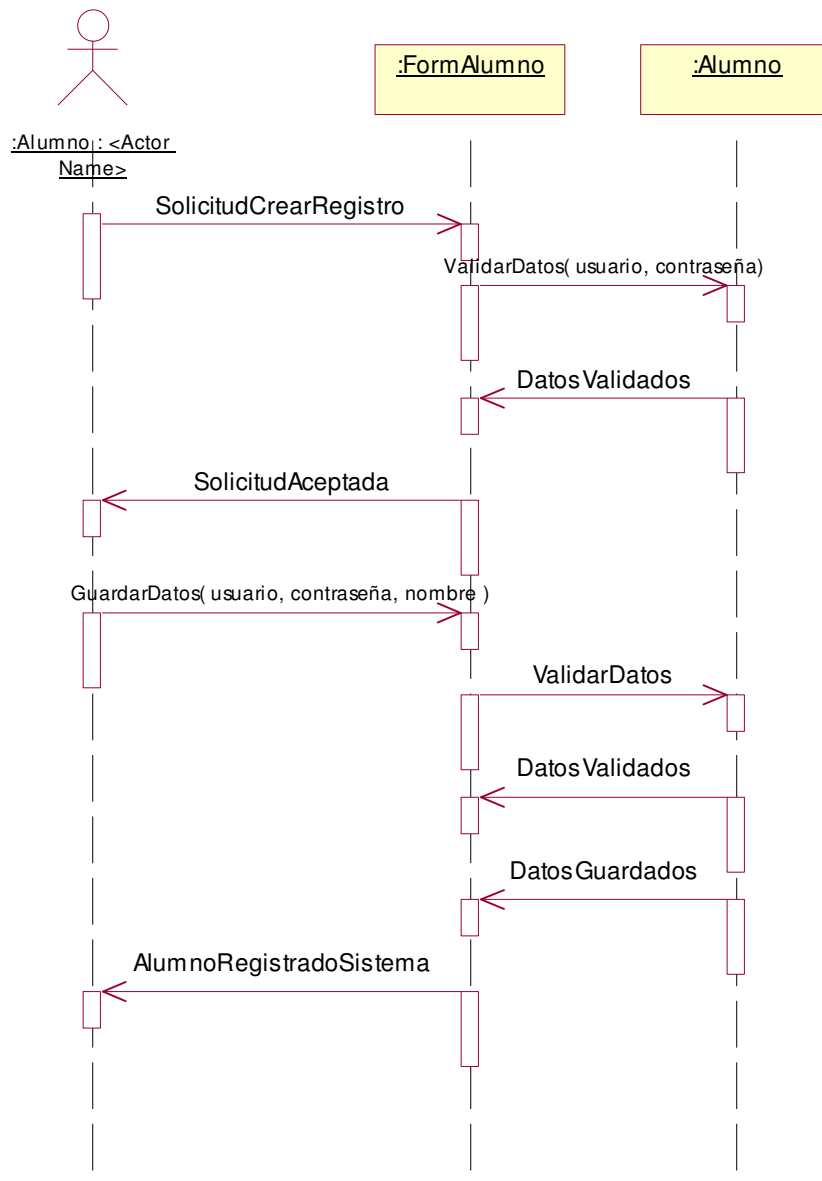 :FormAlumno
:Alumno
:Alumno : <Actor
Name>
SolicitudCrearRegistro
ValidarDatos( usuario, contraseña)
DatosValidados
SolicitudAceptada
GuardarDatos( usuario, contraseña, nombre )
ValidarDatos
DatosValidados
DatosGuardados
AlumnoRegistradoSistema